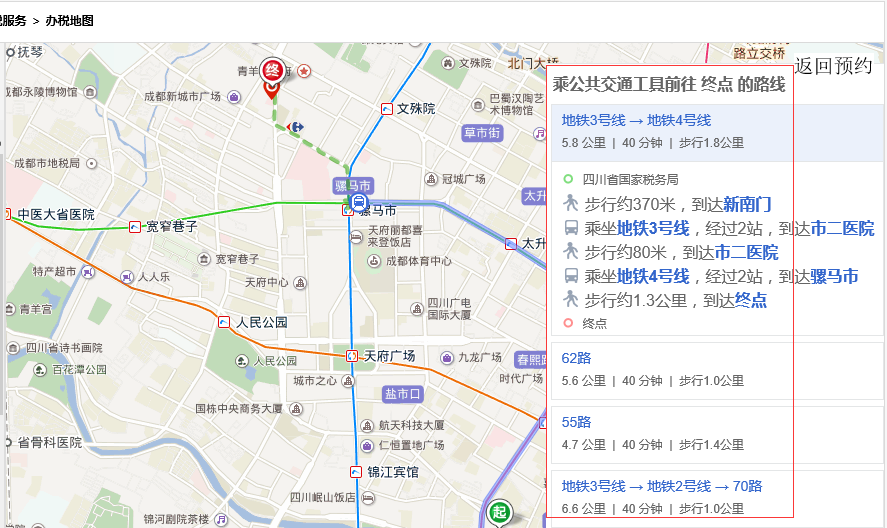 服务 > 办税地图
返回预约
乘公共交通工具前往 终点 的路线
地铁3号线 → 地铁4号线
5.8 公里 | 40 分钟 | 步行1.8公里
四川省国家税务局
步行约370米，到达新南门
乘坐地铁3号线，经过2站，到达市二医院
步行约80米，到达市二医院
乘坐地铁4号线，经过2站，到达骡马市
步行约1.3公里，到达终点
终点
62路
5.6 公里 | 40 分钟 | 步行1.0公里
55路
4.7 公里 | 40 分钟 | 步行1.4公里
地铁3号线 → 地铁2号线 → 70路
6.6 公里 | 40 分钟 | 步行1.0公里
抚琴
终
文殊院
北门大桥
路立交桥
成都永陵博物馆
成都新城市广场
文殊院
巴蜀汉陶艺
术博物馆
草市街
成都市地税局
骡马市
冠城广场
太升
中医大省医院
宽窄巷子
骡马市
天府丽都喜
来登饭店
太升
特产超市
人人乐
宽窄巷子
成都体育中心
天府中心
青羊宫
四川广电
国际大厦
人民公园
四川省诗书画院
人民公园
天府广场
九龙广场
春熙路
百花潭公园
城市之心
时代广场
盐市口
国栋中央商务大厦
航天科技大厦
省骨科医院
仁恒置地广场
锦江宾馆
四川岷山饭店
锦河剧院茶楼
起